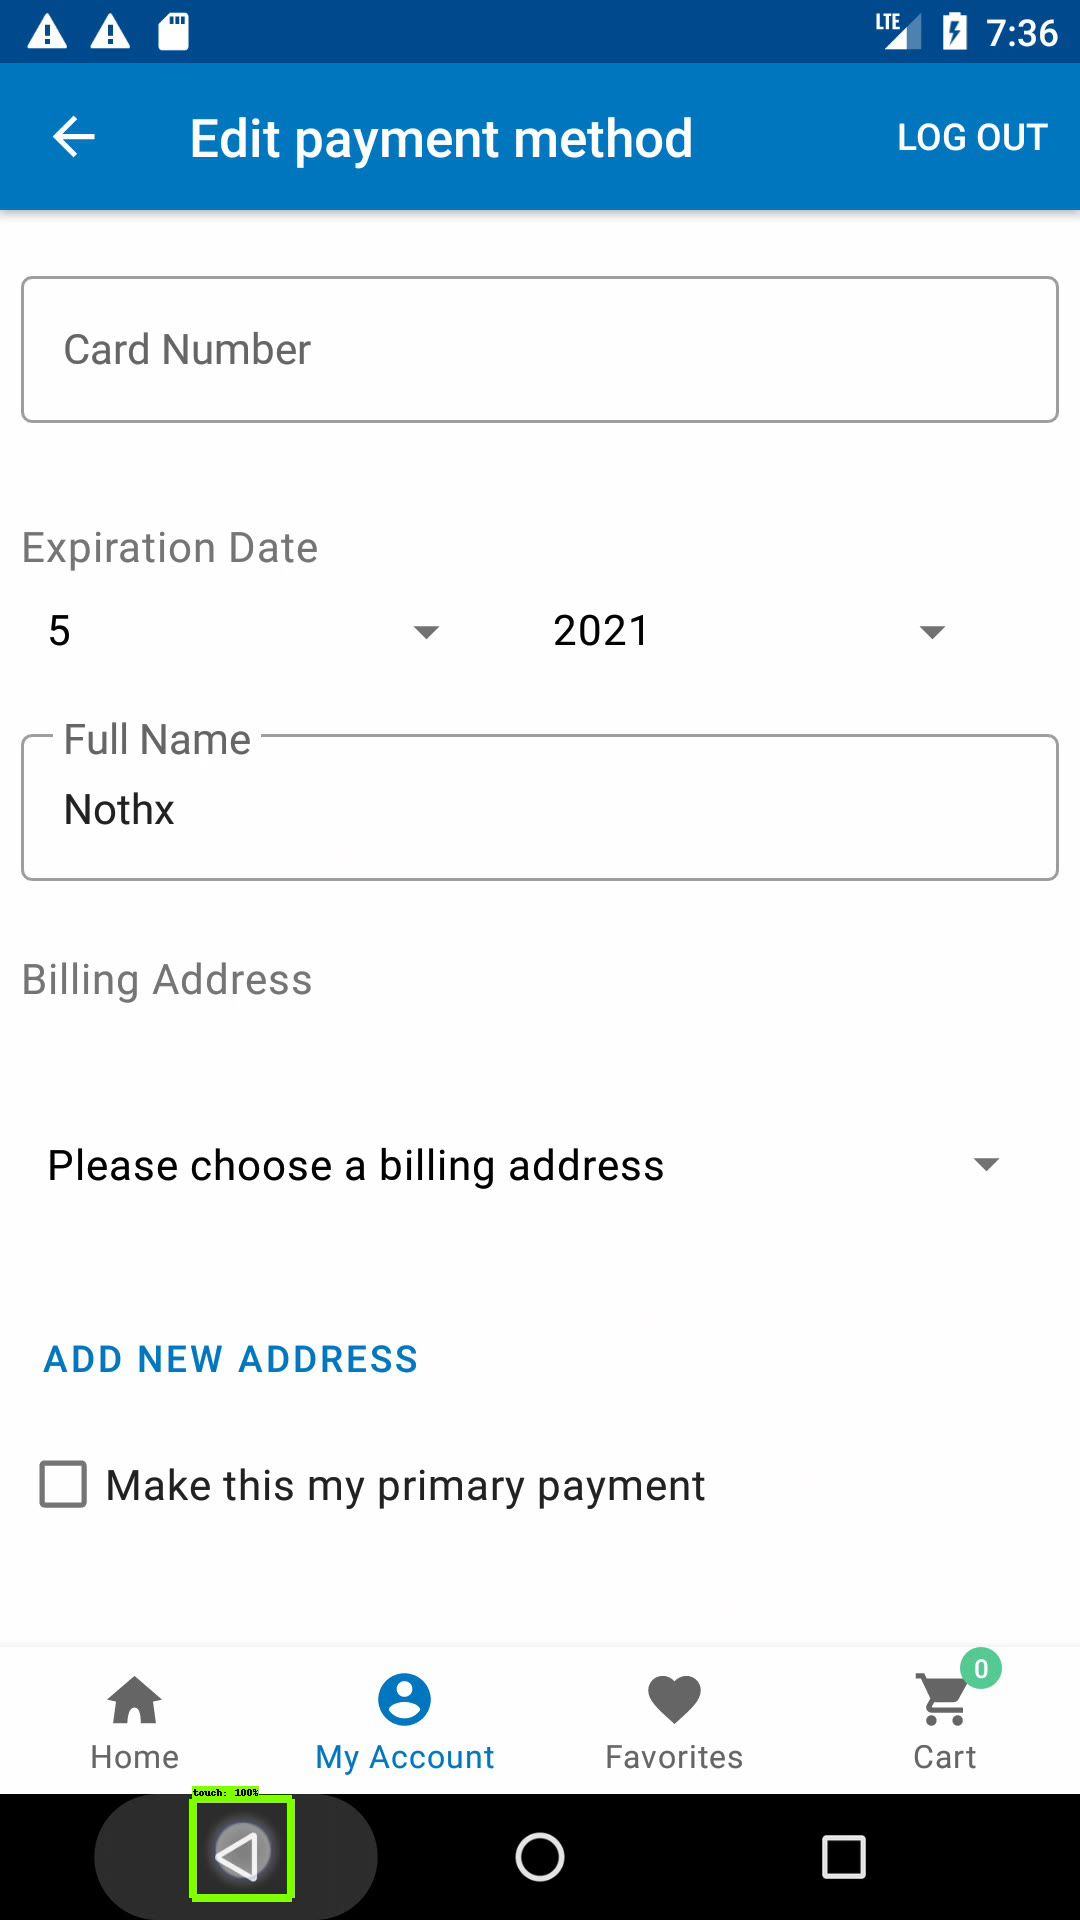 LTE 7:36
Edit payment method LOG OUT
Card Number
Expiration Date
5 2021
Full Name
Nothx
Billing Address
Please choose a billing address
ADD NEW ADDRESS
Make this my primary payment
0
Home My Account Favorites Cart
touch: 100%